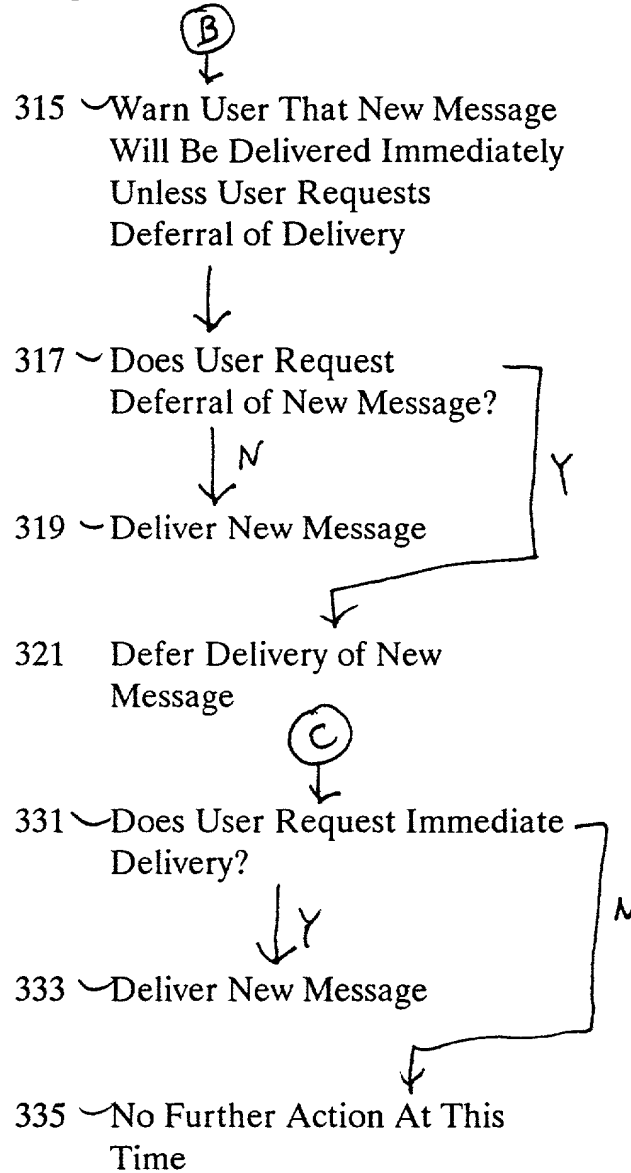 B
315 Warn User That New Message
Will Be Delivered Immediately
Unless User Requests
Deferral of Delivery
317 Does User Request
Deferral of New Message?
N
Y
319 Deliver New Message
321 Defer Delivery of New
Message
C
331 Does User Request Immediate
Delivery?
Y
333 Deliver New Message
335 No Further Action At This
Time